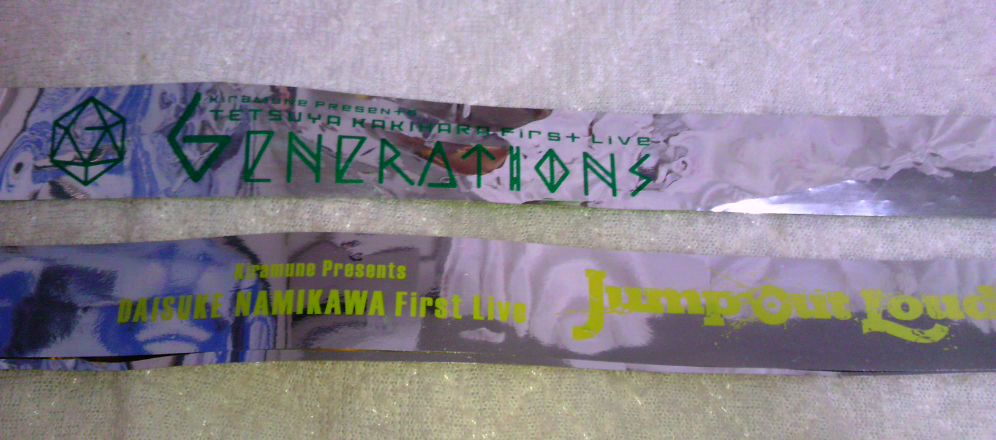 Kiramune Presents
TETSUYA KAKIHARA First Live
GENERATIONS
Kiramune Presents
DAISUKE NAMIKAWA First Live
Jump Out Loud